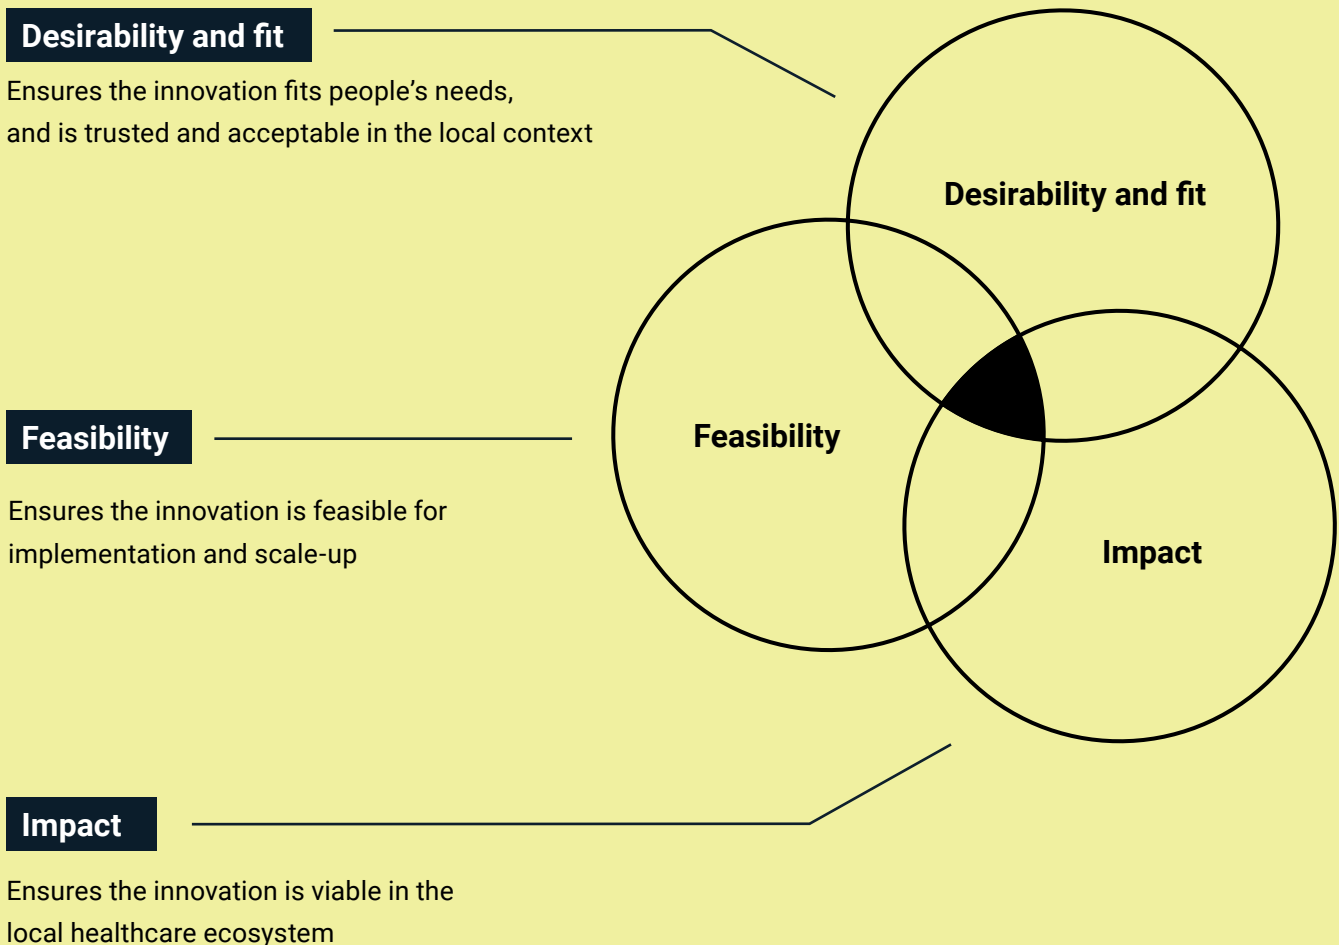 Desirability and fit
Ensures the innovation fits people’s needs,
and is trusted and acceptable in the local context
Desirability and fit
Feasibility
Feasibility
Ensures the innovation is feasible for
implementation and scale-up
Impact
Impact
Ensures the innovation is viable in the
local healthcare ecosystem